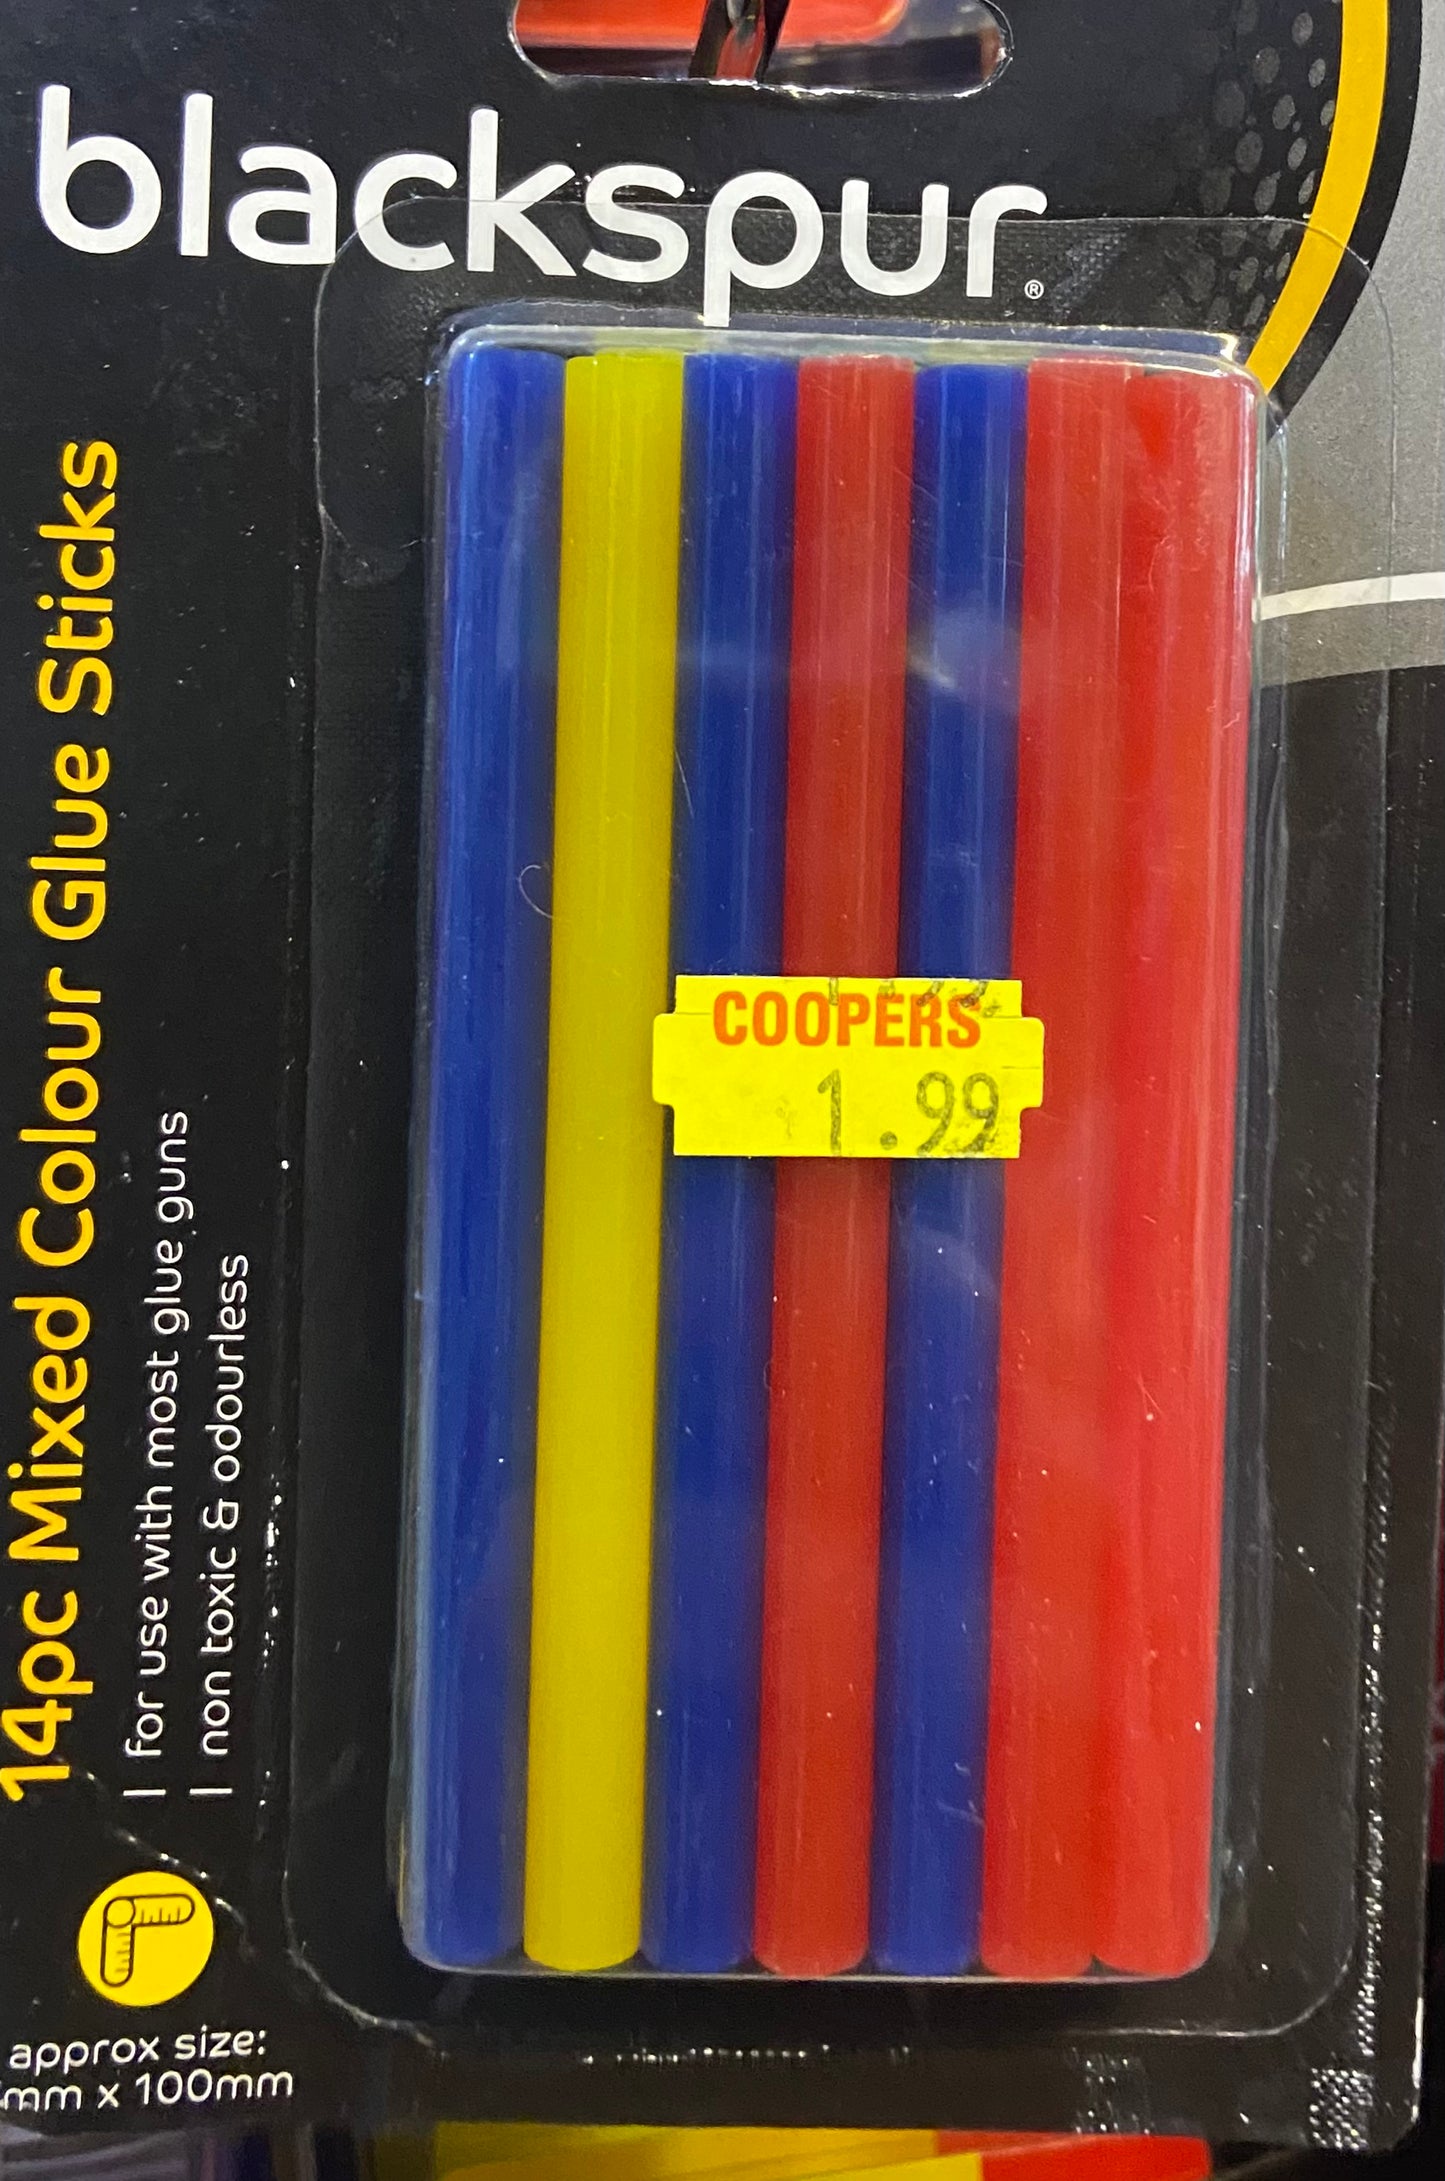 blackspur®
14pc Mixed Colour Glue Sticks
| for use with most glue guns
| non toxic & odourless
COOPERS
1.99
approx size:
mm x 100mm